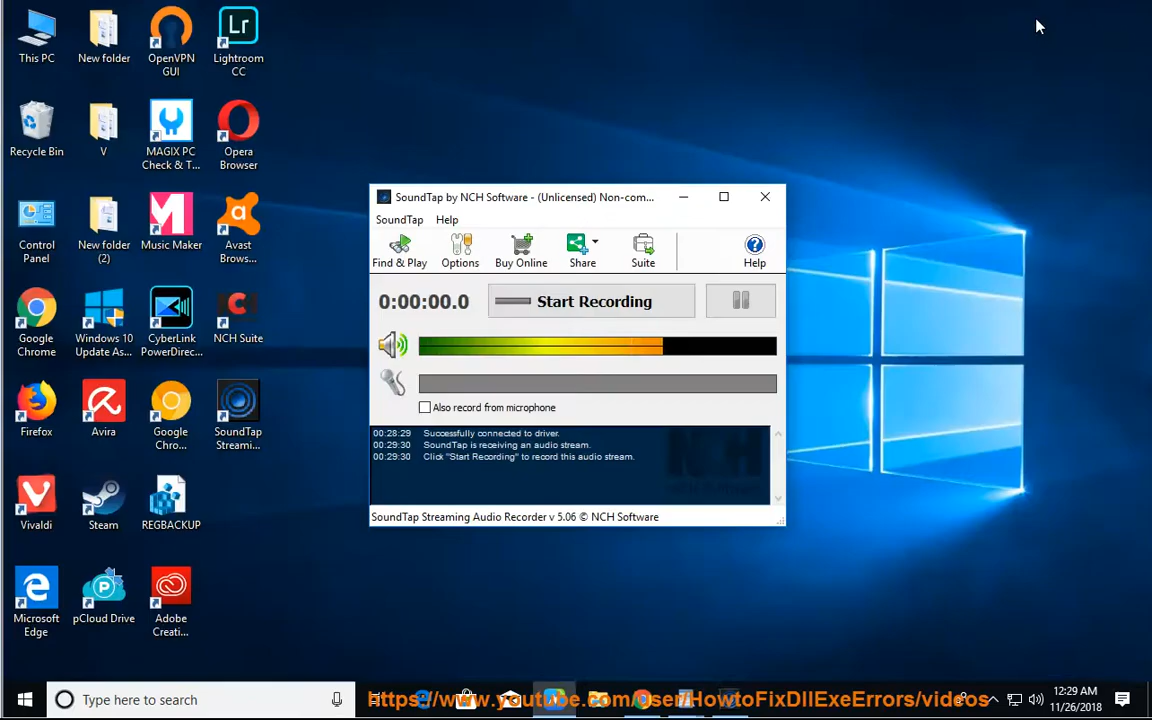 This PC
New folder
OpenVPN GUI
Lightroom CC
Lr
Recycle Bin
V
MAGIX PC Check & T...
Opera Browser
Control Panel
New folder (2)
Music Maker
Avast Brows...
Google Chrome
Windows 10 Update As...
CyberLink PowerDirec...
NCH Suite
NCH
Firefox
Avira
Google Chro...
SoundTap Streami...
Vivaldi
Steam
REGBACKUP
Microsoft Edge
pCloud Drive
Adobe Creati...
SoundTap by NCH Software - (Unlicensed) Non-com...
SoundTap Help
Find & Play Options Buy Online Share Suite Help
0:00:00.0 Start Recording
Also record from microphone
00:28:29 Successfully connected to driver.
00:29:30 SoundTap is receiving an audio stream.
00:29:30 Click "Start Recording" to record this audio stream.
NCH
SoundTap Streaming Audio Recorder v 5.06 © NCH Software
Type here to search
https://www.youtube.com/user/HowtoFixDllExeErrors/videos
12:29 AM
11/26/2018